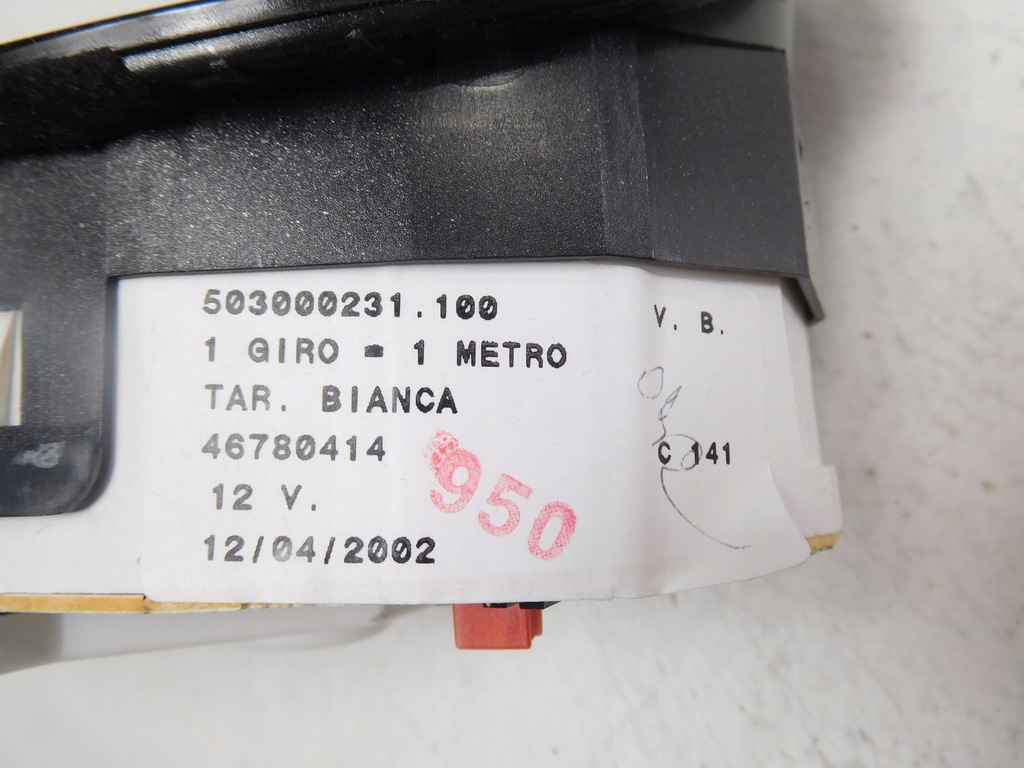 503000231.100
1 GIRO - 1 METRO
TAR. BIANCA
46780414
12 V.
12/04/2002
950
V. B.
C 141